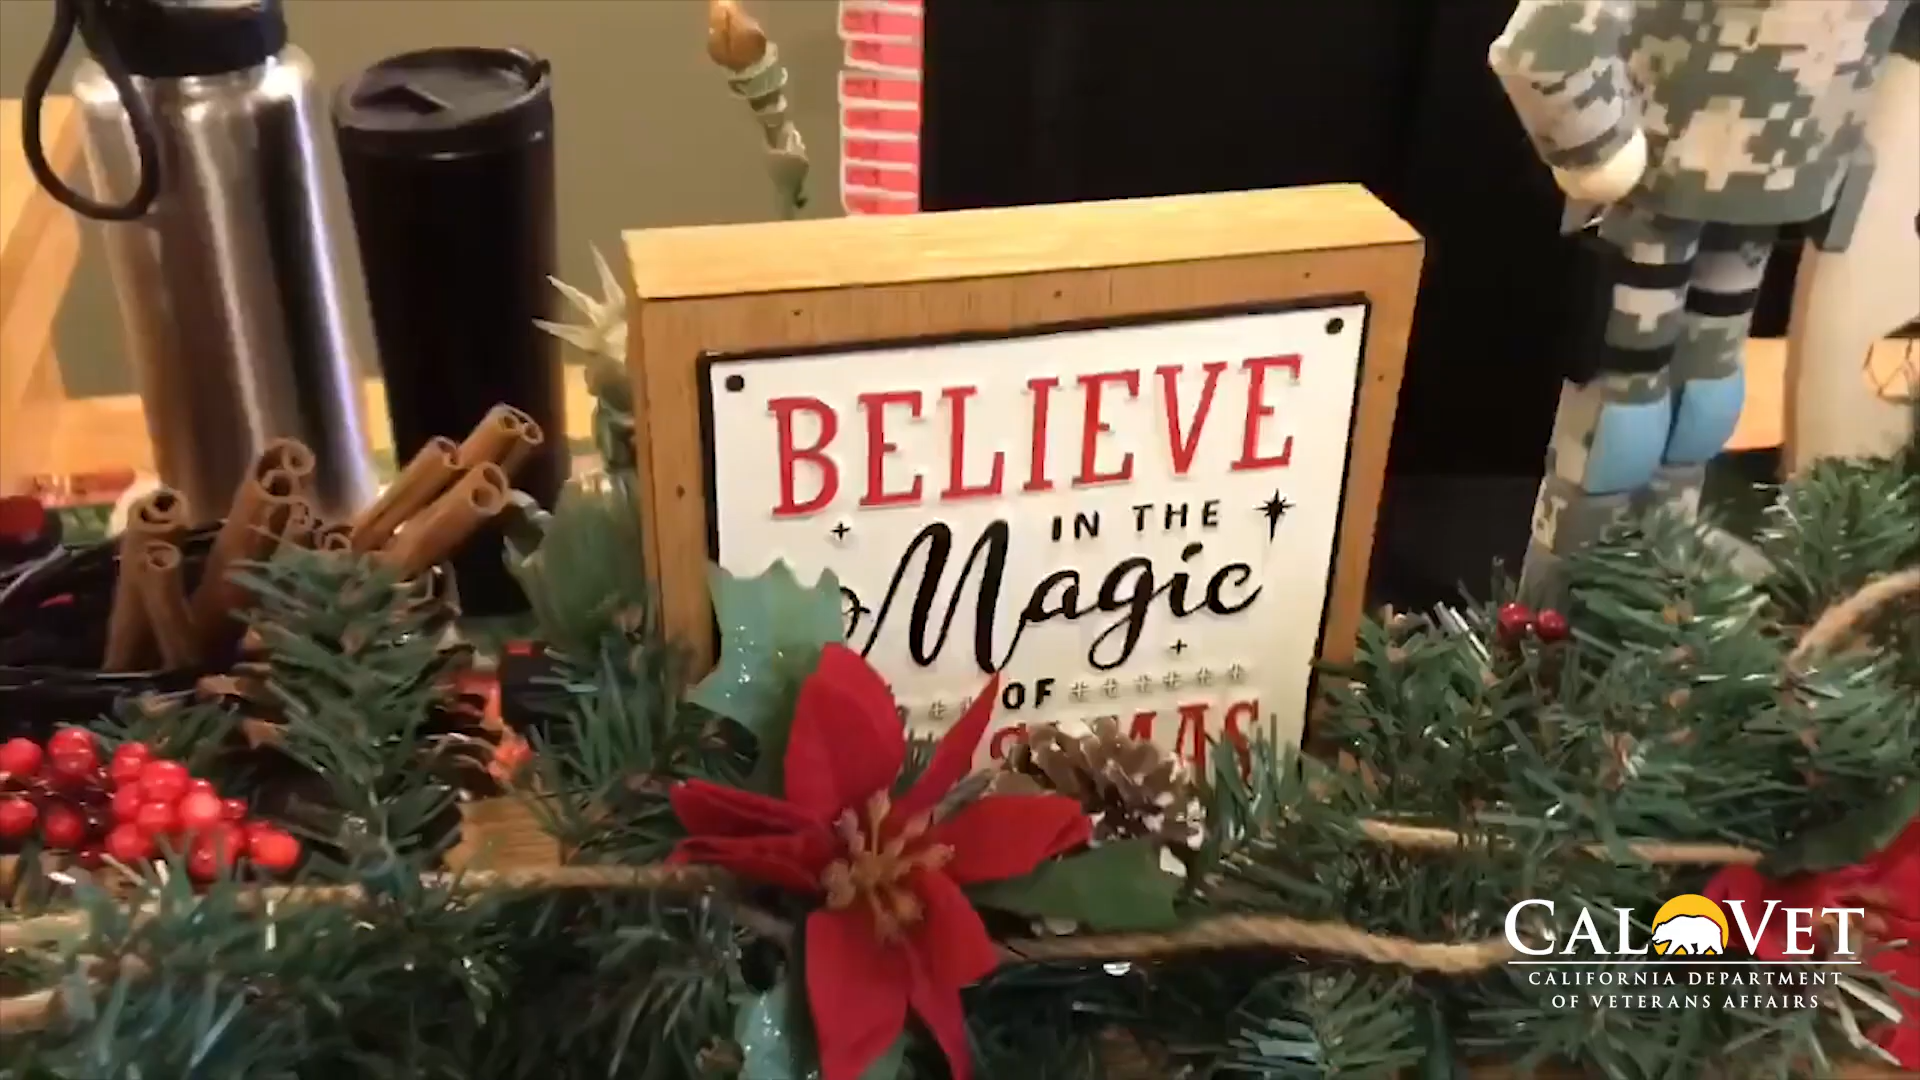 BELIEVE
IN THE
Magic
OF
CALVET
CALIFORNIA DEPARTMENT
OF VETERANS AFFAIRS